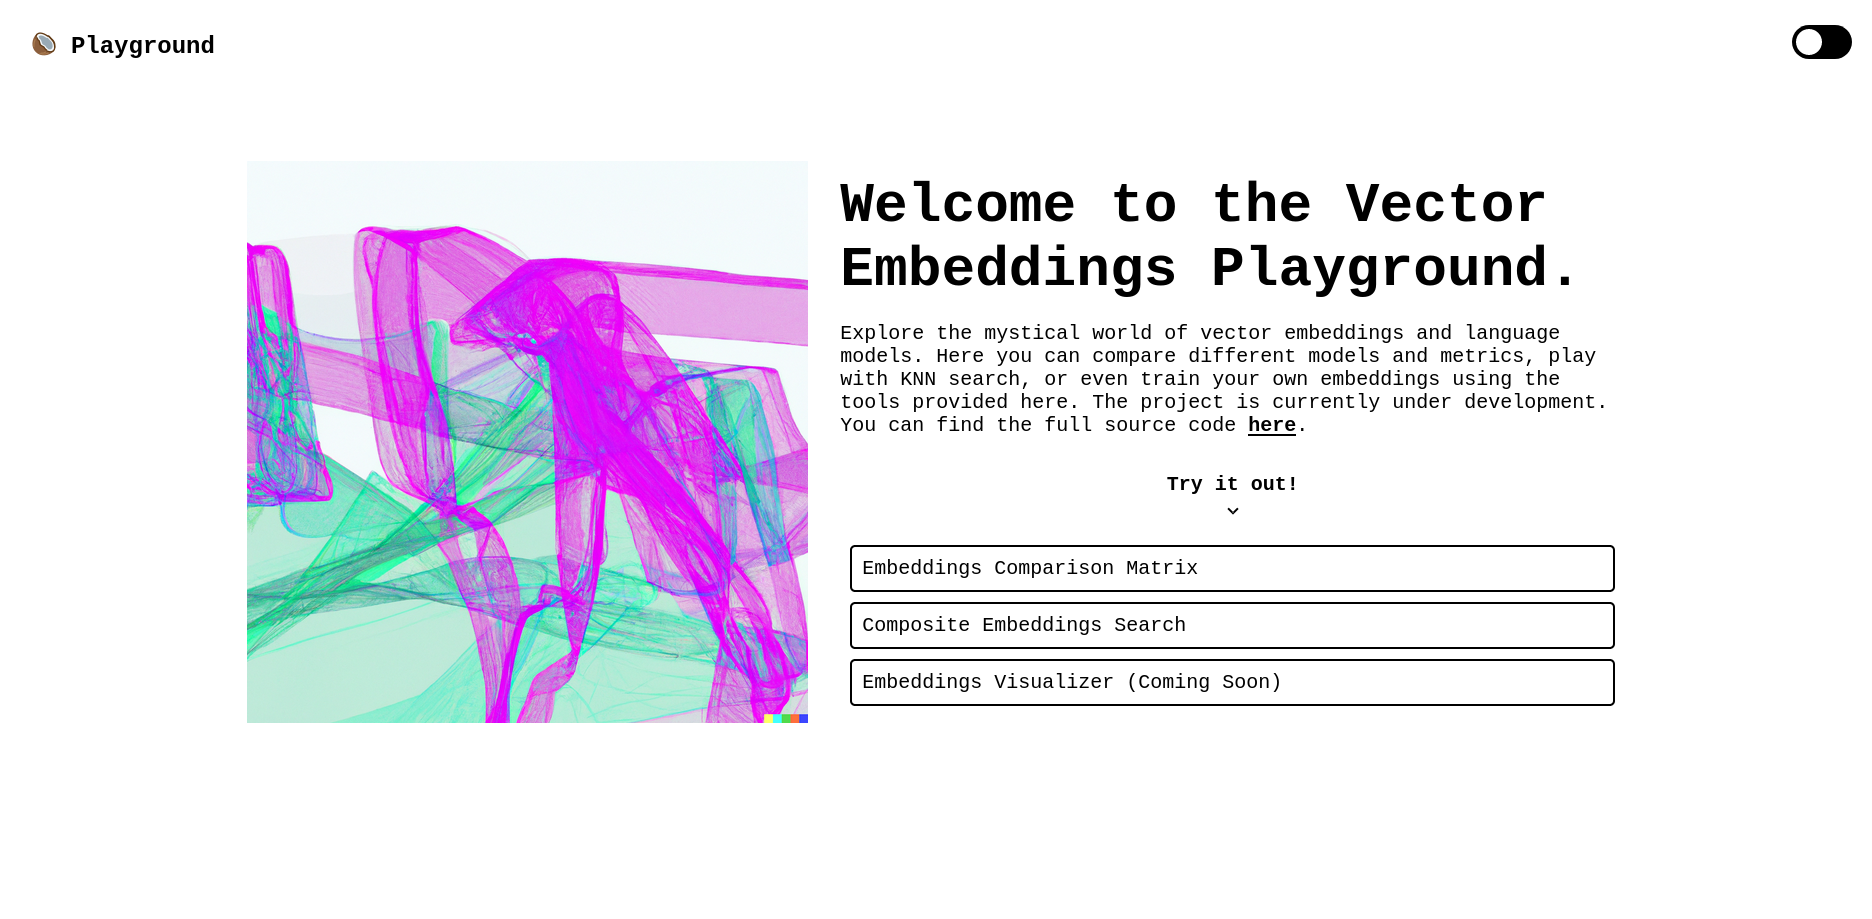 Playground
Welcome to the Vector
Embeddings Playground.
Explore the mystical world of vector embeddings and language
models. Here you can compare different models and metrics, play
with KNN search, or even train your own embeddings using the
tools provided here. The project is currently under development.
You can find the full source code here.
Try it out!
Embeddings Comparison Matrix
Composite Embeddings Search
Embeddings Visualizer (Coming Soon)